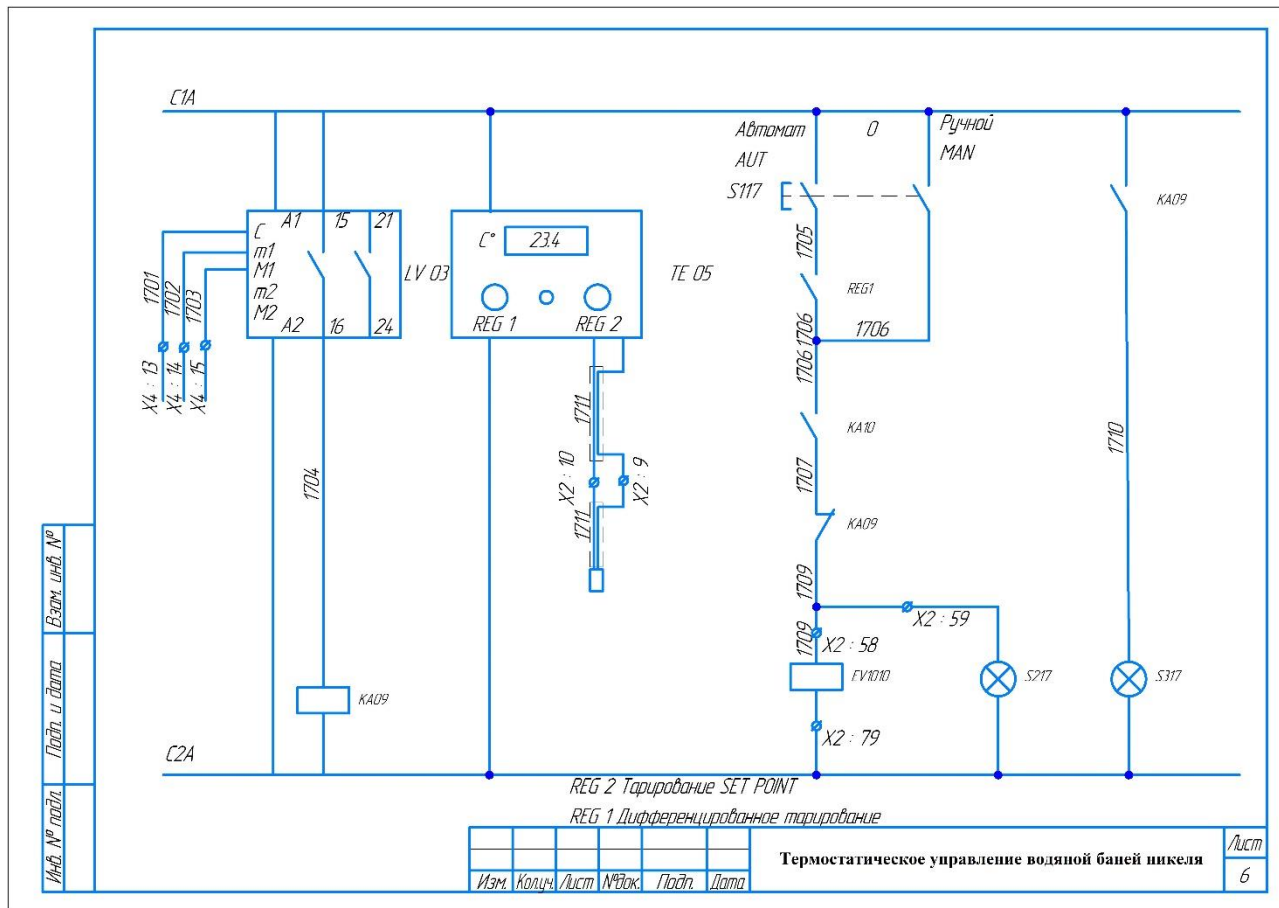 C1A
Автомат
0
Ручной
AUT
MAN
S117
KA09
A1
15
21
C
m1
M1
m2
M2
LV 03
C°
23.4
TE 05
A2
16
24
REG 1
REG 2
1701
1702
1703
X4 : 13
X4 : 14
X4 : 15
1705
REG1
1706
1706
1706
1711
KA10
1704
X2 : 10
X2 : 9
1707
1710
1711
KA09
1709
X2 : 59
1709
X2 : 58
EV1010
S217
S317
KA09
X2 : 79
C2A
REG 2 Тарирование SET POINT
REG 1 Дифференцированное тарирование
Взам. инв. №
Подп. и дата
Инв. № подл.
Изм.
Кол.уч.
Лист
№док.
Подп.
Дата
Термостатическое управление водяной баней никеля
Лист
6